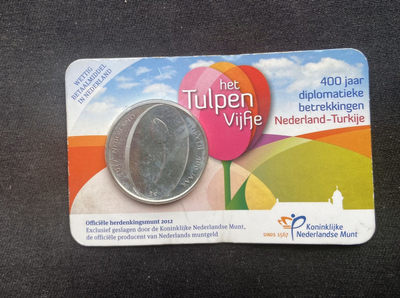 WETTIG
BETAALMIDDEL
IN NEDERLAND
het
Tulpen
Vijfje
400 jaar
diplomatieke
betrekkingen
Nederland-Turkije
Officiële herdenkingsmunt 2012
Exclusief geslagen door de Koninklijke Nederlandse Munt,
de officiële producent van Nederlands muntgeld.
SINDS 1567
Koninklijke
Nederlandse Munt